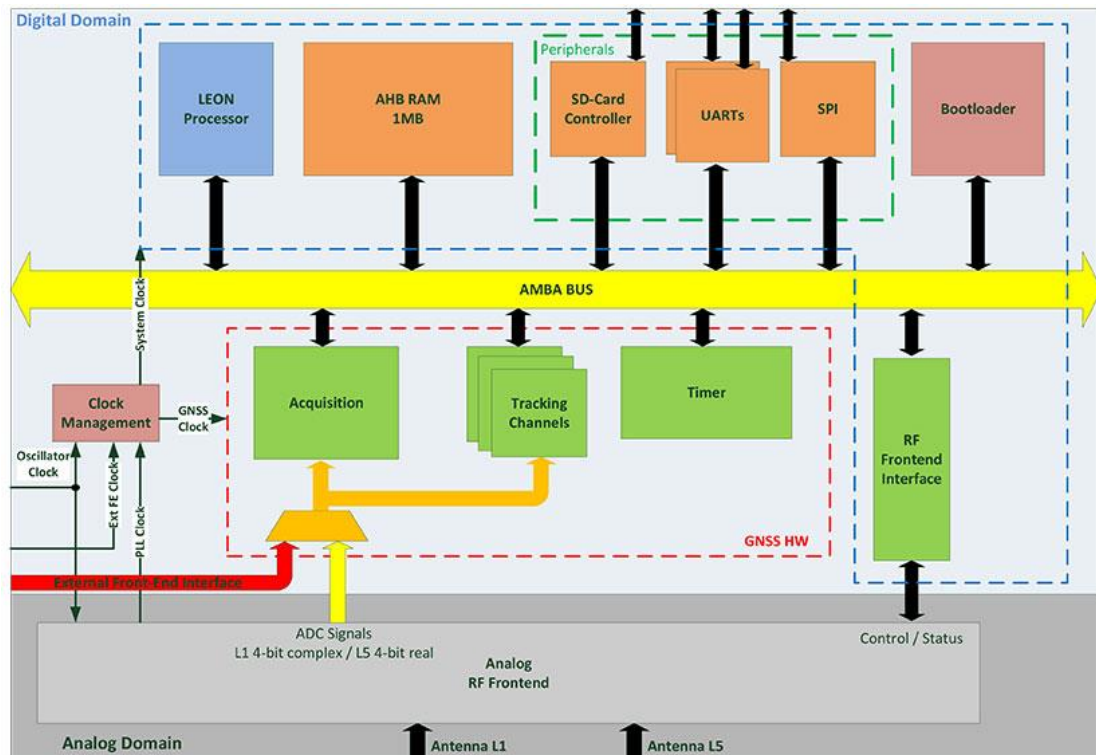 Digital Domain
Peripherals
LEON
Processor
AHB RAM
1MB
SD-Card
Controller
UARTs
SPI
Bootloader
AMBA BUS
System Clock
Clock
Management
GNSS
Clock
Oscillator
Clock
Ext FE Clock
PLL Clock
Acquisition
Tracking
Channels
Timer
RF
Frontend
Interface
GNSS HW
External Front-End Interface
ADC Signals
L1 4-bit complex / L5 4-bit real
Control / Status
Analog
RF Frontend
Analog Domain
Antenna L1
Antenna L5